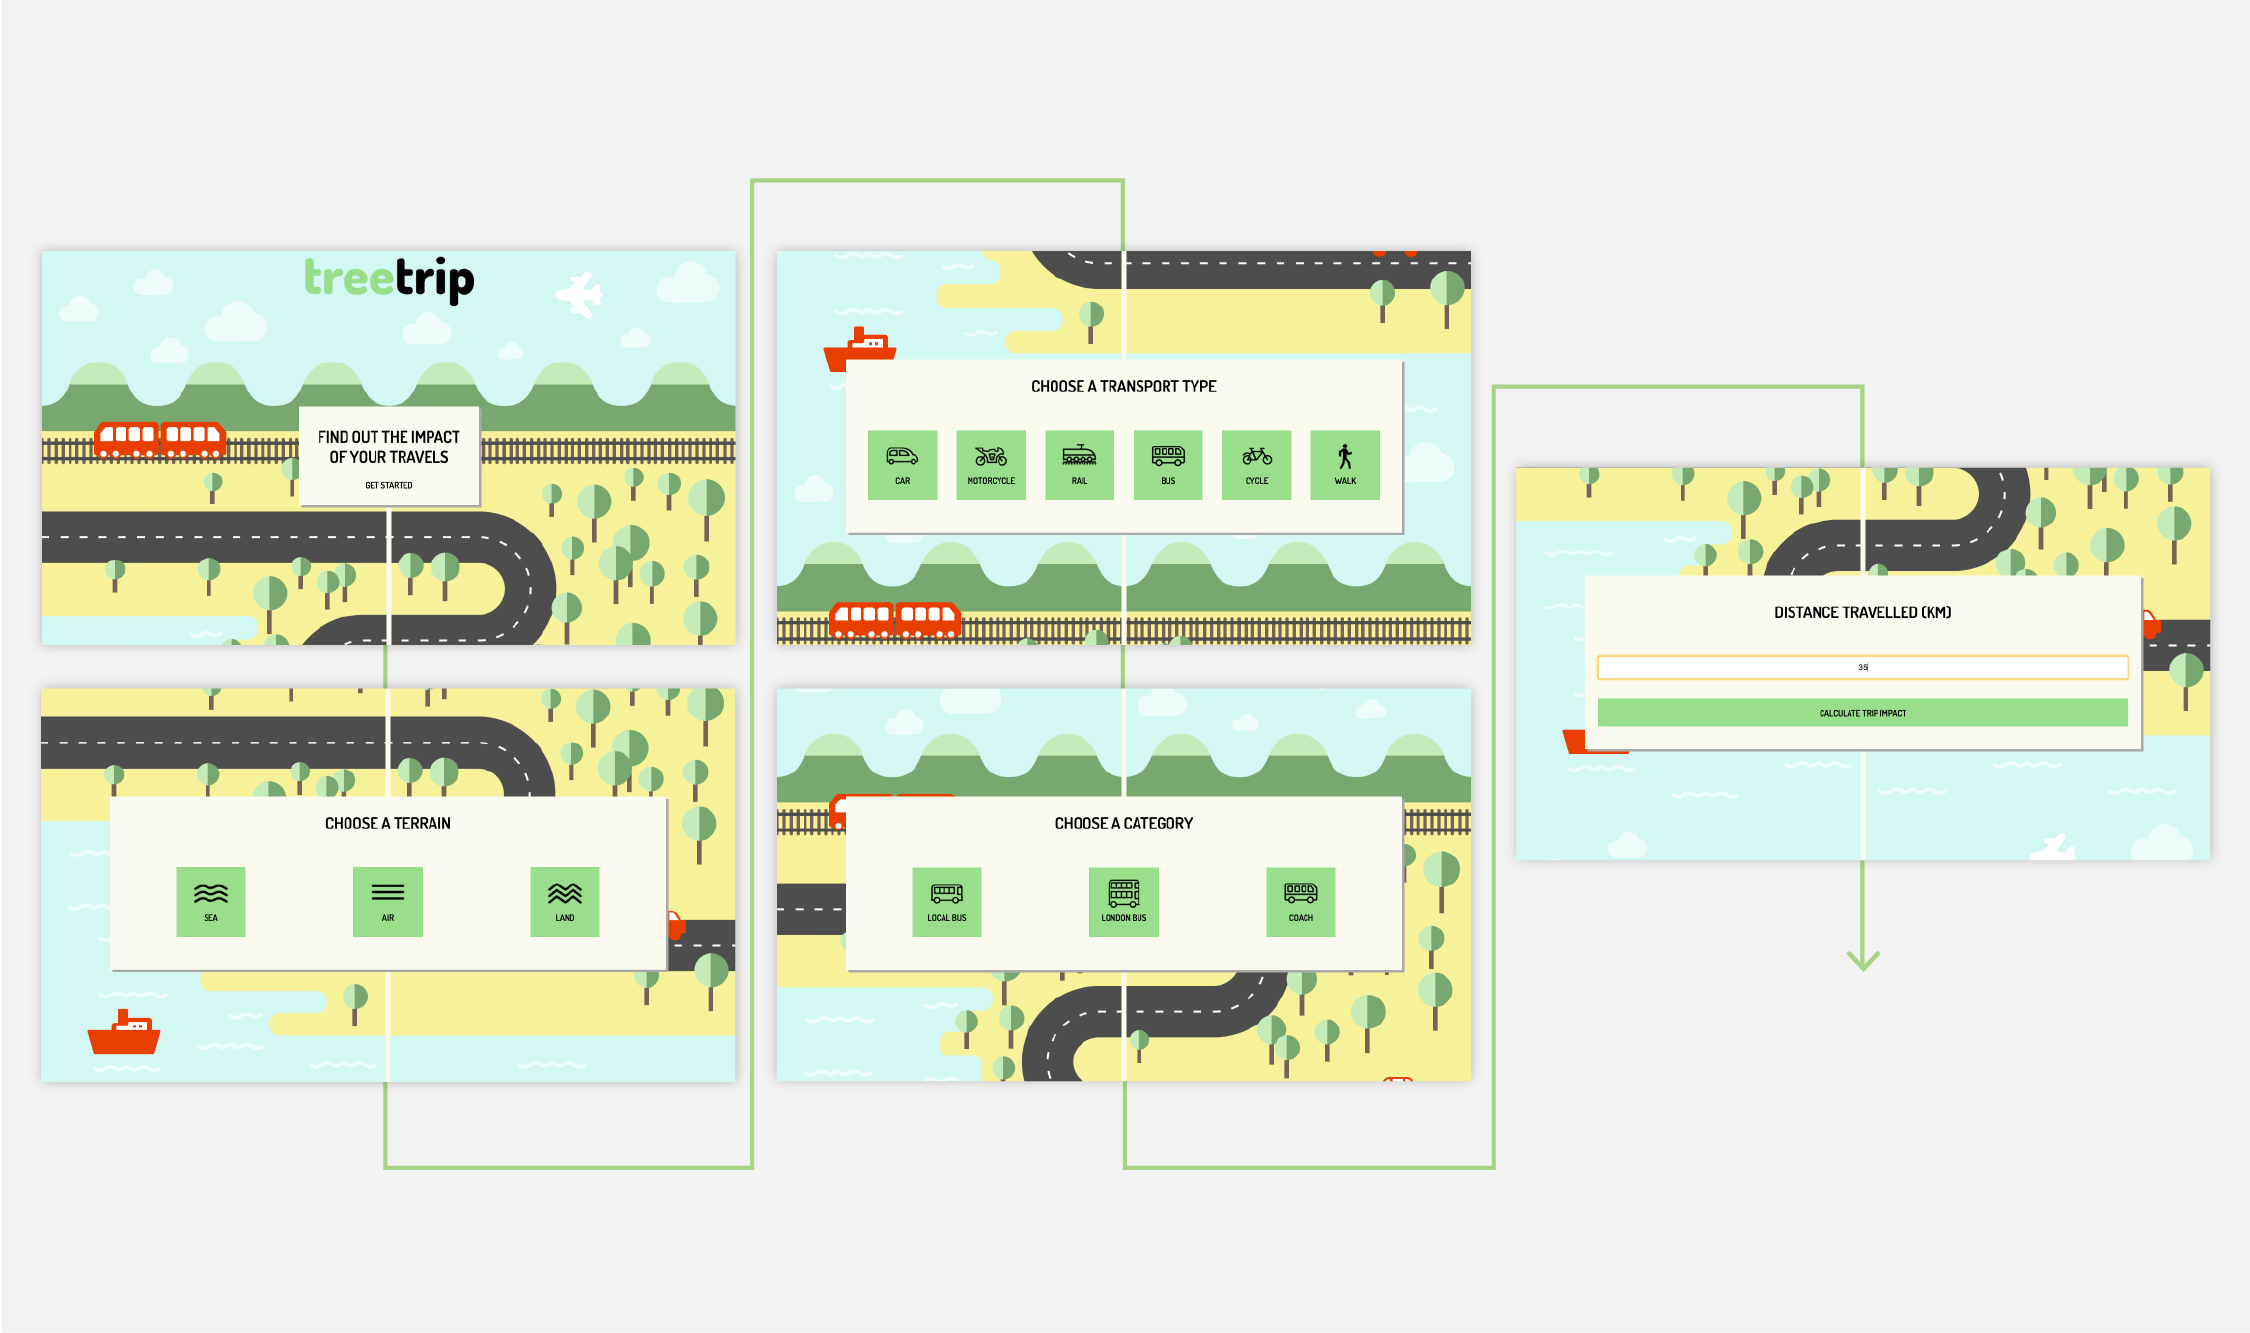 treetrip
FIND OUT THE IMPACT
OF YOUR TRAVELS
GET STARTED
CHOOSE A TERRAIN
SEA
AIR
LAND
CHOOSE A TRANSPORT TYPE
CAR
MOTORCYCLE
RAIL
BUS
CYCLE
WALK
CHOOSE A CATEGORY
LOCAL BUS
LONDON BUS
COACH
DISTANCE TRAVELLED (KM)
35
CALCULATE TRIP IMPACT